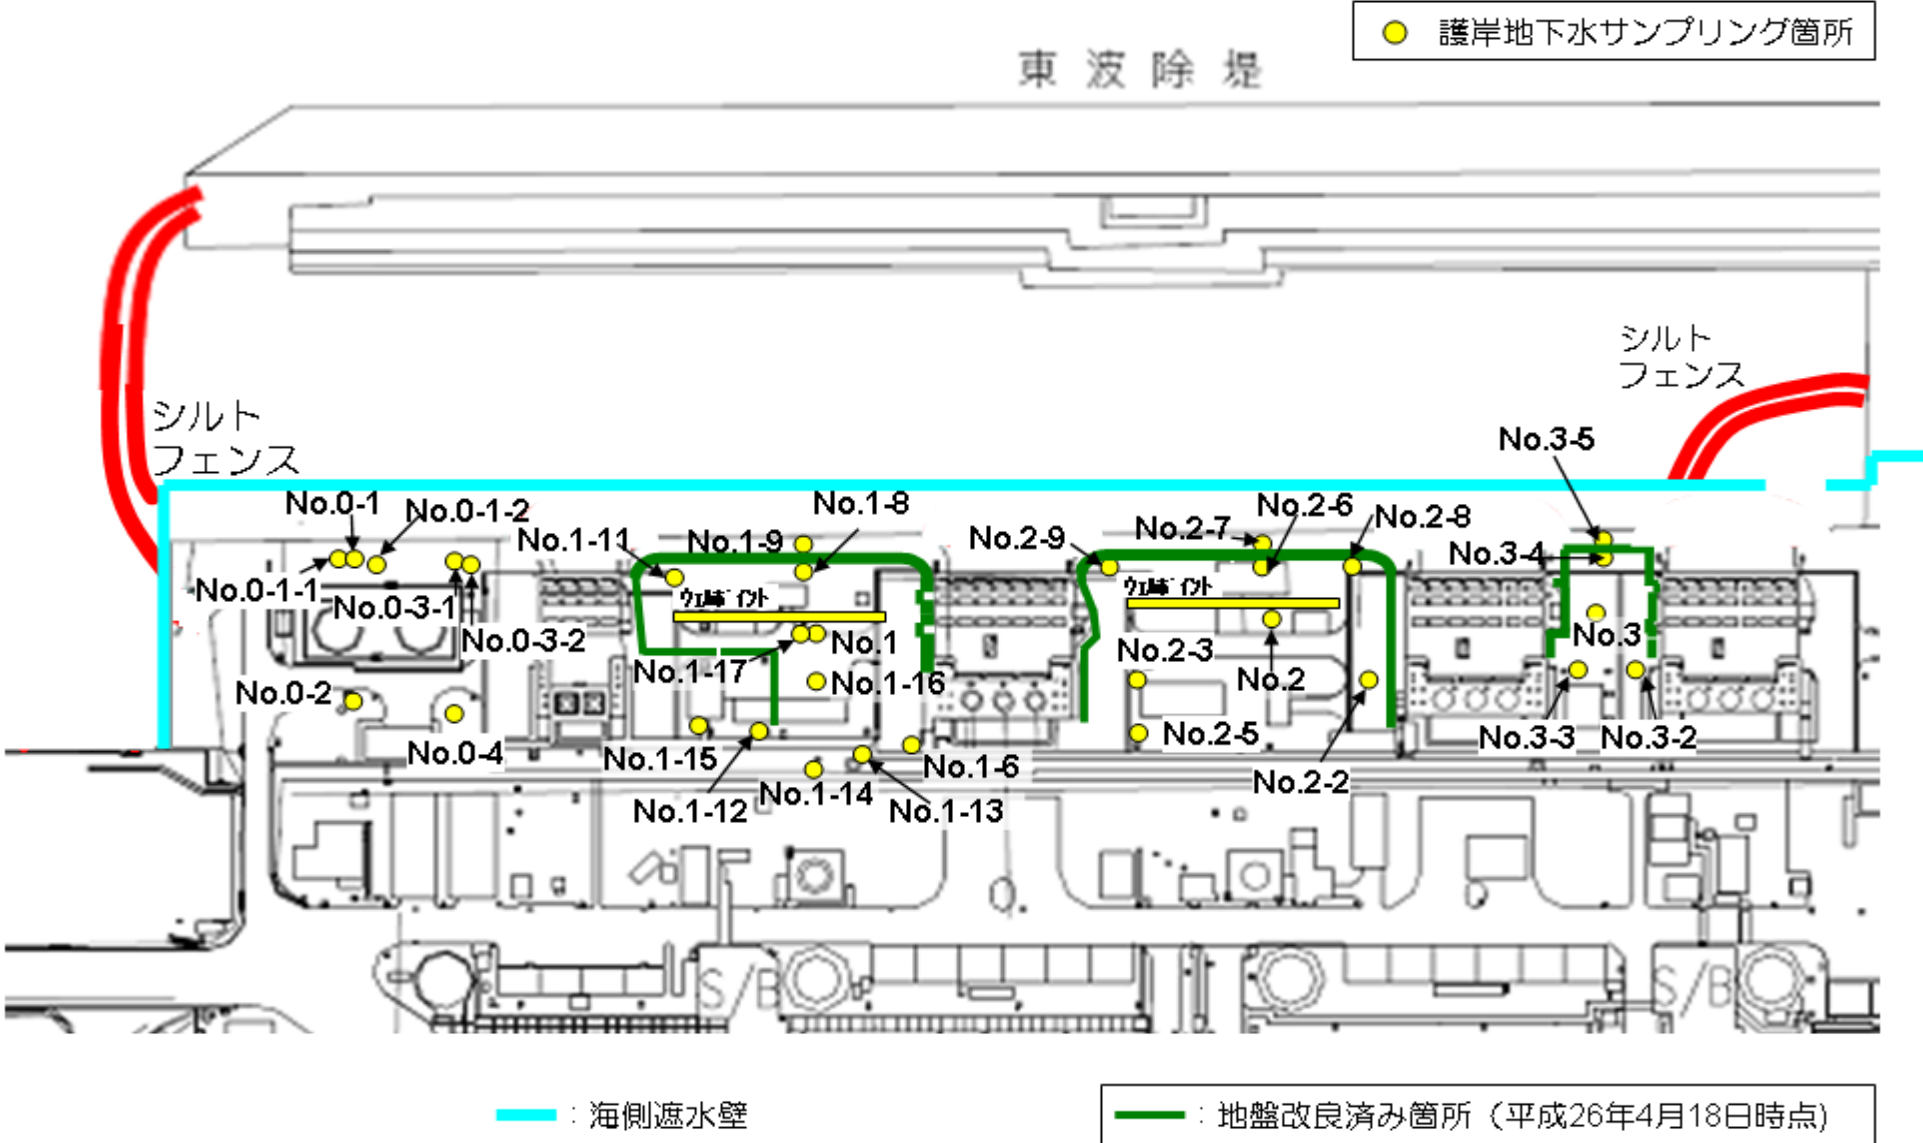 護岸地下水サンプリング箇所
東波除堤
シルト
フェンス
シルト
フェンス
No.3-5
No.0-1
No.0-1-2
No.1-8
No.2-6
No.2-8
No.1-11
No.1-9
No.2-9
No.2-7
No.3-4
No.0-1-1
No.0-3-1
ウェルポイント
ウェルポイント
No.0-3-2
No.1
No.3
No.1-17
No.2-3
No.0-2
No.1-16
No.2
No.2-5
No.3-3
No.3-2
No.0-4
No.1-15
No.1-6
No.2-2
No.1-12
No.1-14
No.1-13
S/B
S/B
：海側遮水壁
：地盤改良済み箇所（平成26年4月18日時点)